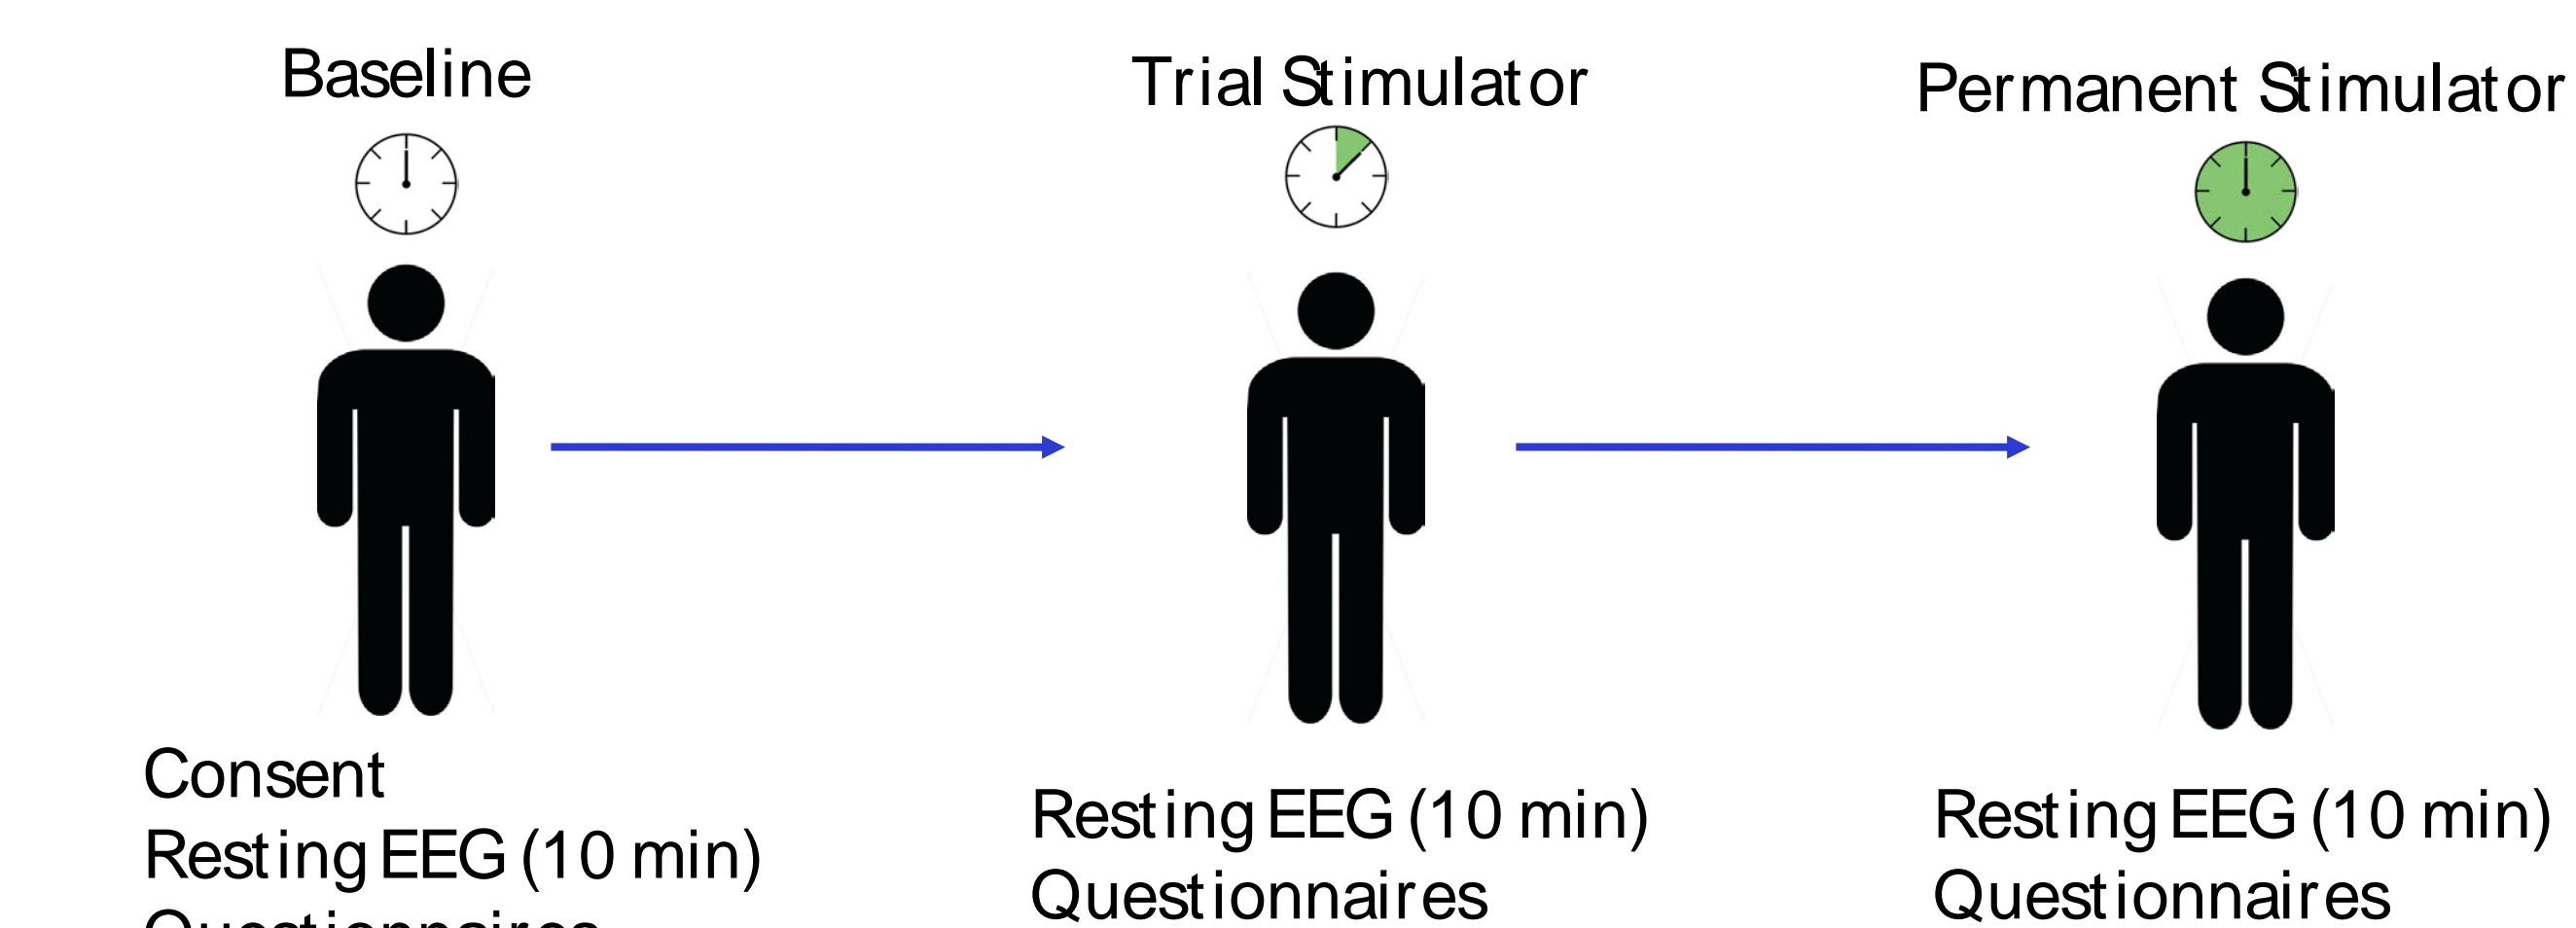 Baseline
Trial Stimulator
Permanent Stimulator
Consent
Resting EEG (10 min)
Questionnaires
Resting EEG (10 min)
Questionnaires
Resting EEG (10 min)
Questionnaires